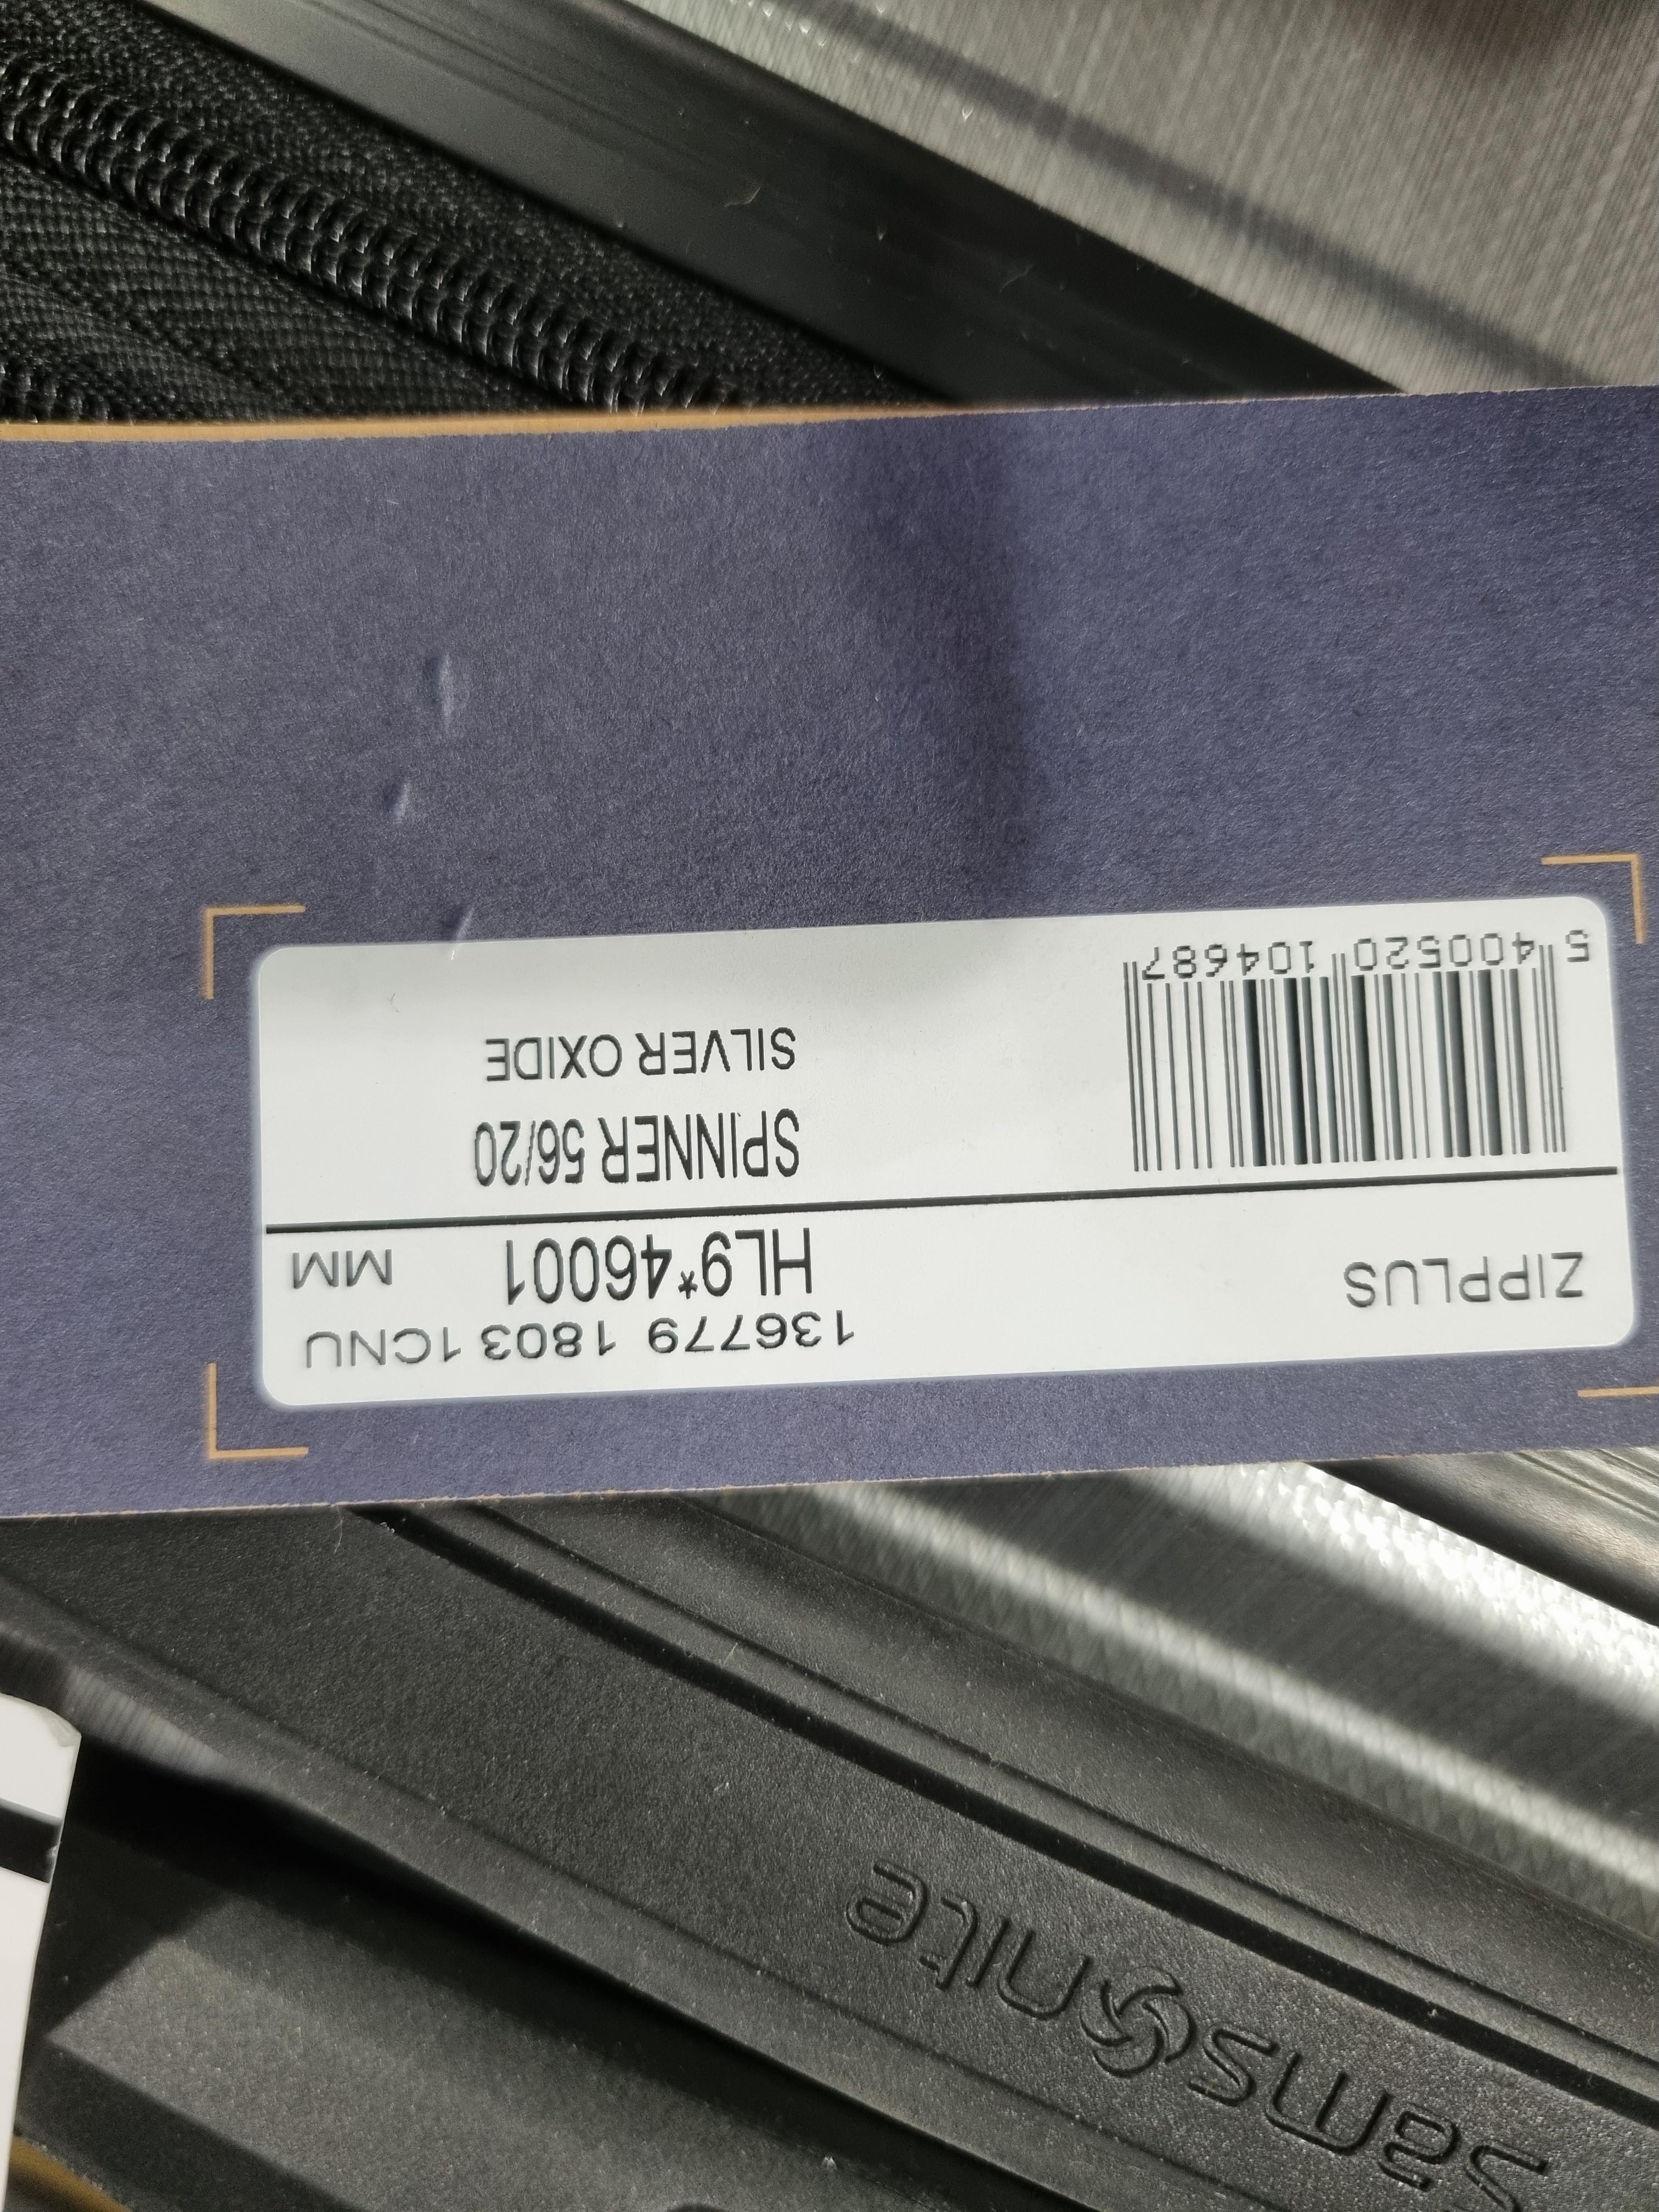 ZIPPLUS
136779 1803 1CNU
HL9*46001 MM
SPINNER 56/20
SILVER OXIDE
5 400520 104687
Samsonite